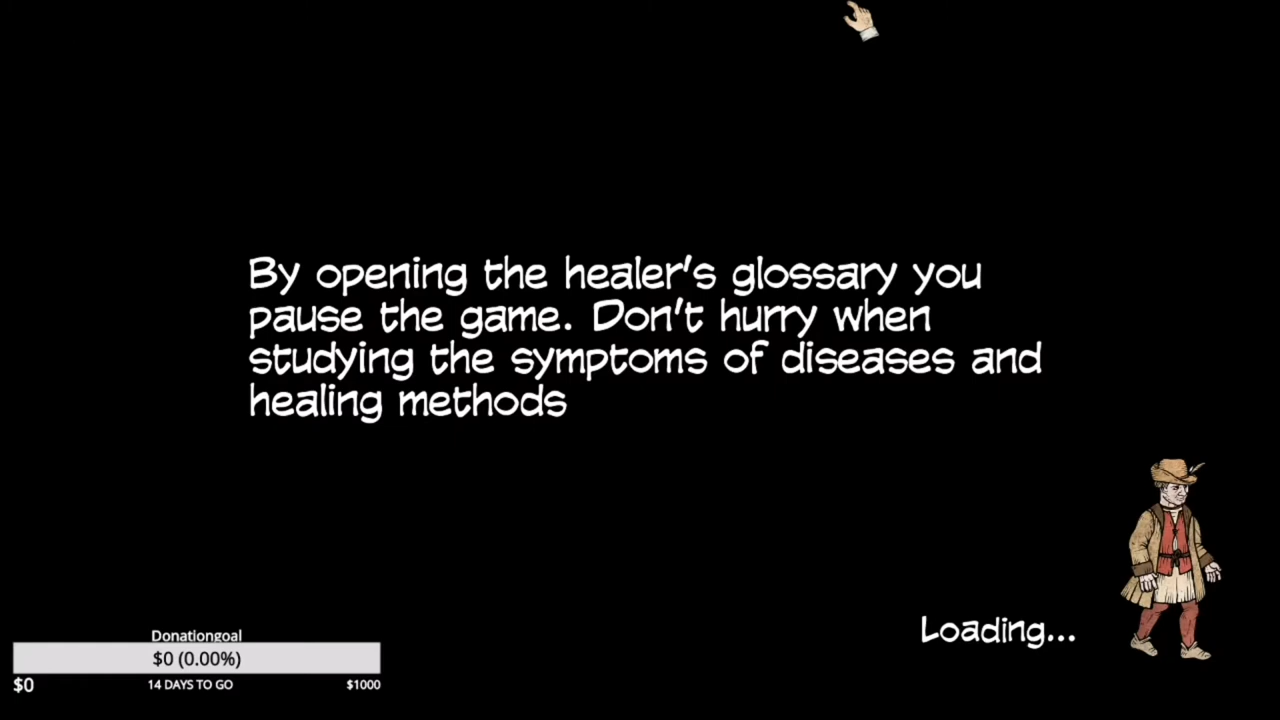 By opening the healer's glossary you
pause the game. Don't hurry when
studying the symptoms of diseases and
healing methods
Loading...
Donationgoal
$0 (0.00%)
$0 14 DAYS TO GO $1000